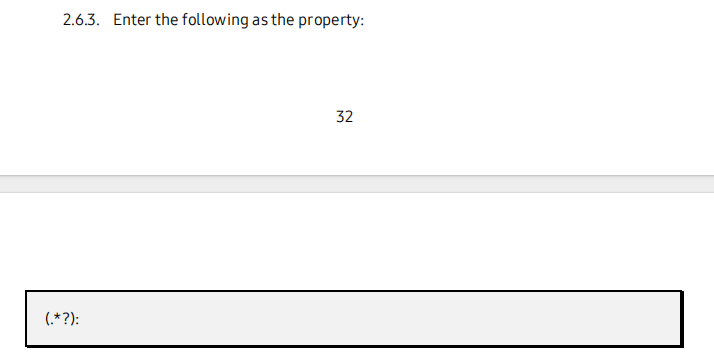 2.6.3. Enter the following as the property:
32
(.*?):